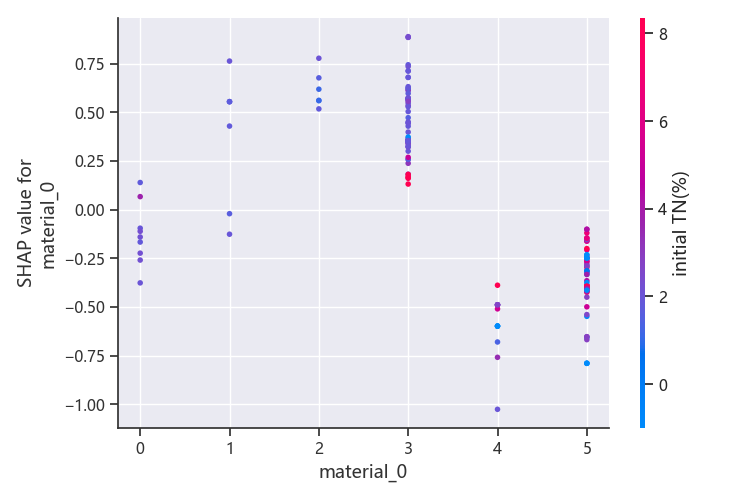 0.75
0.50
0.25
0.00
−0.25
−0.50
−0.75
−1.00
SHAP value for
material_0
0 1 2 3 4 5
material_0
8
6
4
2
0
initial TN(%)